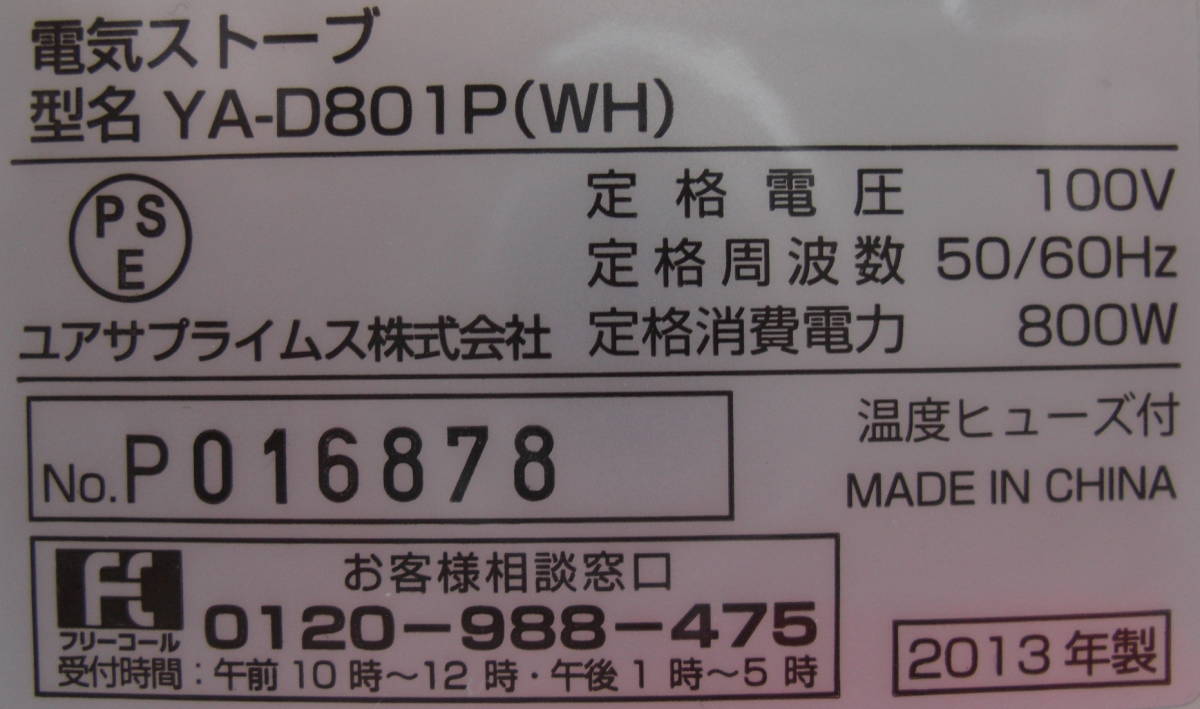 電気ストーブ
型名 YA-D801P(WH)
PS
E
定格電圧 100V
定格周波数 50/60Hz
ユアサプライムス株式会社 定格消費電力 800W
No.P016878
温度ヒューズ付
MADE IN CHINA
お客様相談窓口
フリーコール 0120-988-475
受付時間：午前10時〜12時・午後1時〜5時
2013年製